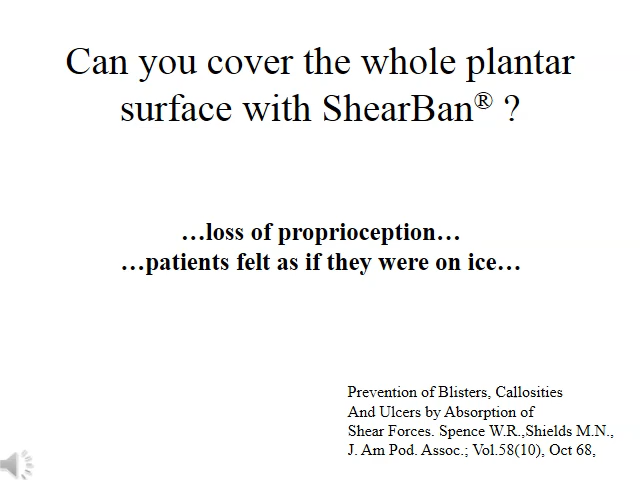 Can you cover the whole plantar
surface with ShearBan® ?
…loss of proprioception…
…patients felt as if they were on ice…
Prevention of Blisters, Callosities
And Ulcers by Absorption of
Shear Forces. Spence W.R.,Shields M.N.,
J. Am Pod. Assoc.; Vol.58(10), Oct 68,